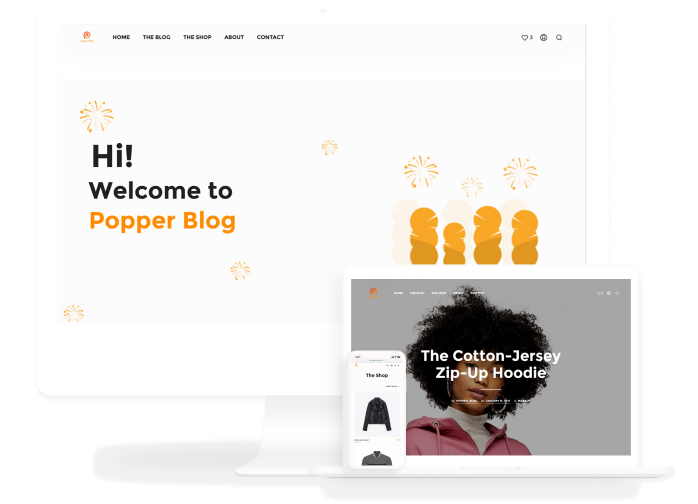 HOME THE BLOG THE SHOP ABOUT CONTACT 3
Hi!
Welcome to
Popper Blog
HOME THE BLOG THE SHOP ABOUT CONTACT
The Cotton-Jersey
Zip-Up Hoodie
The Shop